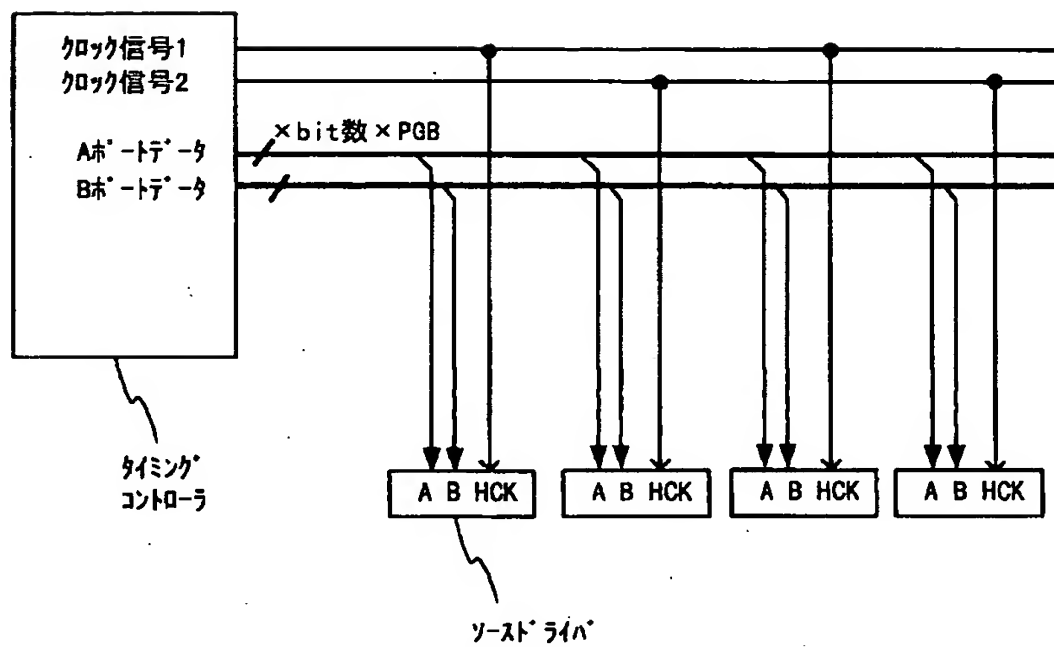 ｸﾛｯｸ信号1
ｸﾛｯｸ信号2
×bit数×PGB
Aﾎﾟｰﾄﾃﾞｰﾀ
Bﾎﾟｰﾄﾃﾞｰﾀ
ﾀｲﾐﾝｸﾞ
ｺﾝﾄﾛｰﾗ
A B HCK
A B HCK
A B HCK
A B HCK
ｿｰｽﾄﾞﾗｲﾊﾞ